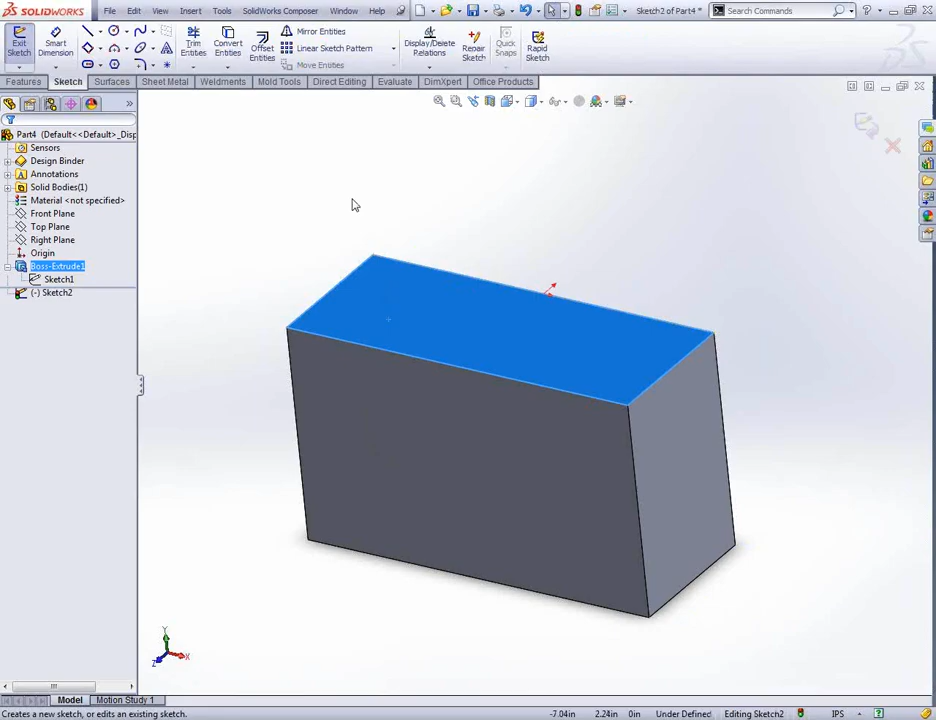 SOLIDWORKS File Edit View Insert Tools SolidWorks Composer Window Help Sketch2 of Part4 * Search Commands
Exit Sketch
Smart Dimension
Trim Entities
Convert Entities
Offset Entities
Mirror Entities
Linear Sketch Pattern
Move Entities
Display/Delete Relations
Repair Sketch
Quick Snaps
Rapid Sketch
Features Sketch Surfaces Sheet Metal Weldments Mold Tools Direct Editing Evaluate DimXpert Office Products
Part4 (Default<<Default>_Disp
Sensors
Design Binder
Annotations
Solid Bodies(1)
Material <not specified>
Front Plane
Top Plane
Right Plane
Origin
Boss-Extrude1
Sketch1
(-) Sketch2
Y
Z X
Model Motion Study 1
Creates a new sketch, or edits an existing sketch. -7.04in 2.24in 0in Under Defined Editing Sketch2 IPS